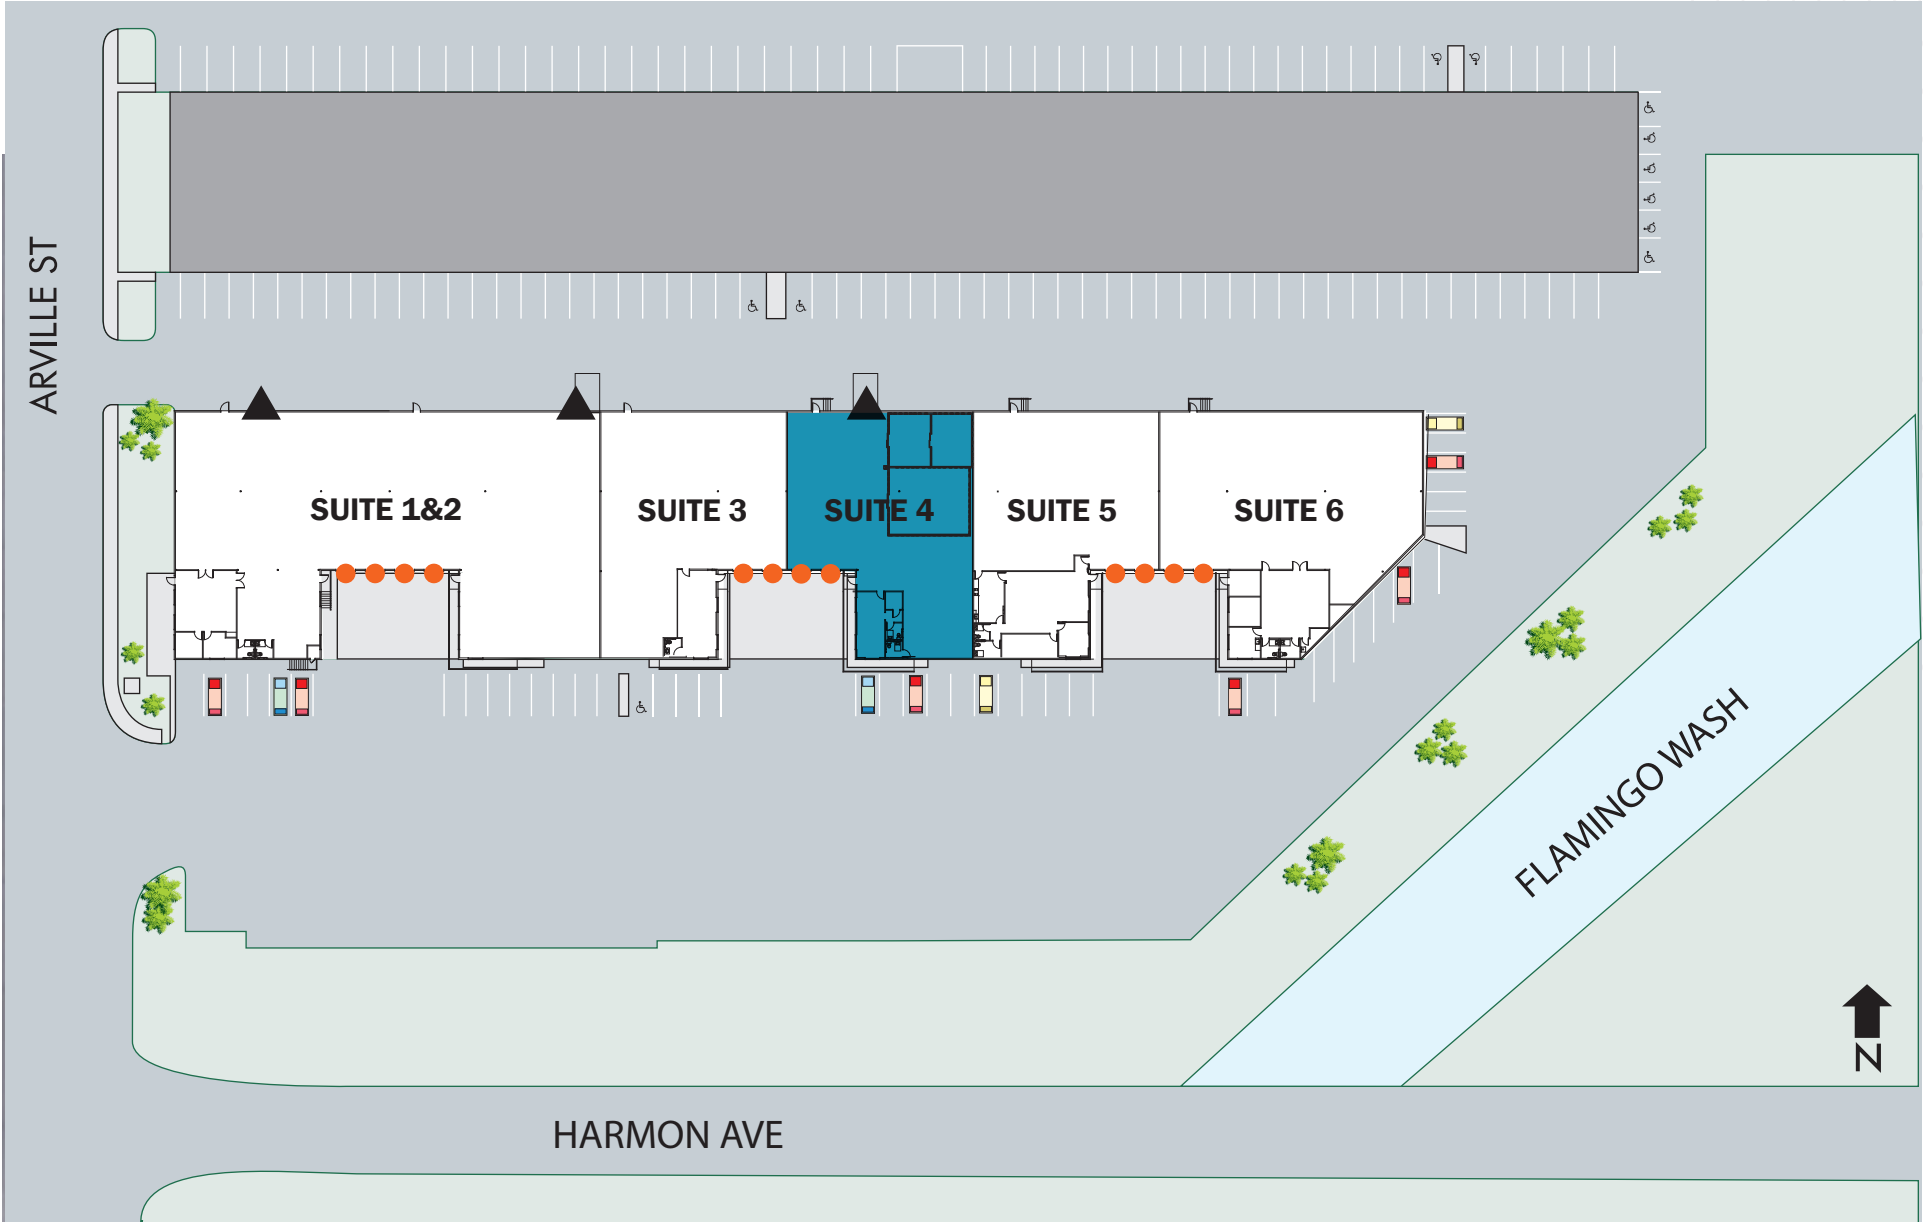 ARVILLE ST
SUITE 1&2
SUITE 3
SUITE 4
SUITE 5
SUITE 6
FLAMINGO WASH
N
HARMON AVE